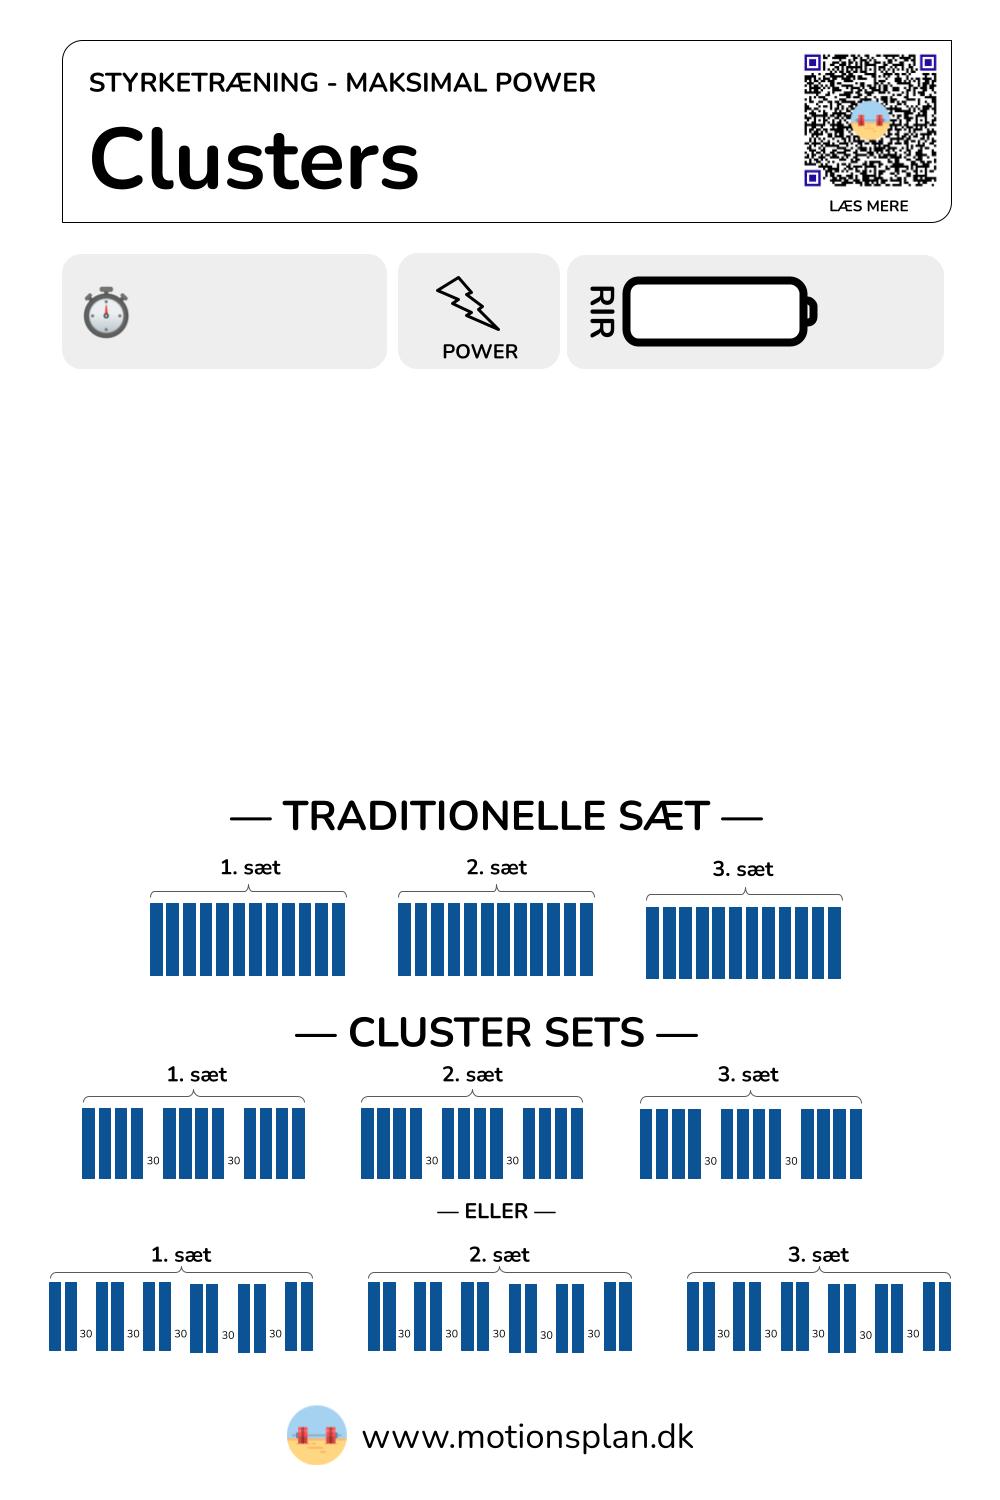 STYRKETRÆNING - MAKSIMAL POWER
Clusters
LÆS MERE
POWER
RIR
— TRADITIONELLE SÆT —
1. sæt 2. sæt 3. sæt
— CLUSTER SETS —
1. sæt 2. sæt 3. sæt
30 30 30 30 30 30
— ELLER —
1. sæt 2. sæt 3. sæt
30 30 30 30 30 30 30 30 30 30 30 30 30 30 30
www.motionsplan.dk